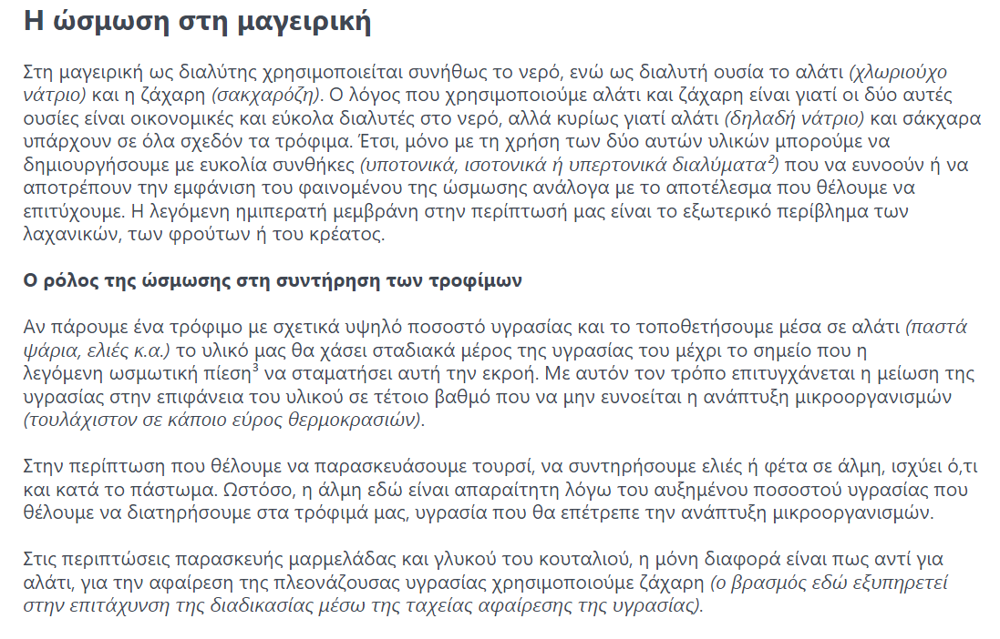 Η ώσμωση στη μαγειρική
Στη μαγειρική ως διαλύτης χρησιμοποιείται συνήθως το νερό, ενώ ως διαλυτή ουσία το αλάτι (χλωριούχο
νάτριο) και η ζάχαρη (σακχαρόζη). Ο λόγος που χρησιμοποιούμε αλάτι και ζάχαρη είναι γιατί οι δύο αυτές
ουσίες είναι οικονομικές και εύκολα διαλυτές στο νερό, αλλά κυρίως γιατί αλάτι (δηλαδή νάτριο) και σάκχαρα
υπάρχουν σε όλα σχεδόν τα τρόφιμα. Έτσι, μόνο με τη χρήση των δύο αυτών υλικών μπορούμε να
δημιουργήσουμε με ευκολία συνθήκες (υποτονικά, ισοτονικά ή υπερτονικά διαλύματα²) που να ευνοούν ή να
αποτρέπουν την εμφάνιση του φαινομένου της ώσμωσης ανάλογα με το αποτέλεσμα που θέλουμε να
επιτύχουμε. Η λεγόμενη ημιπερατή μεμβράνη στην περίπτωσή μας είναι το εξωτερικό περίβλημα των
λαχανικών, των φρούτων ή του κρέατος.
Ο ρόλος της ώσμωσης στη συντήρηση των τροφίμων
Αν πάρουμε ένα τρόφιμο με σχετικά υψηλό ποσοστό υγρασίας και το τοποθετήσουμε μέσα σε αλάτι (παστά
ψάρια, ελιές κ.α.) το υλικό μας θα χάσει σταδιακά μέρος της υγρασίας του μέχρι το σημείο που η
λεγόμενη ωσμωτική πίεση³ να σταματήσει αυτή την εκροή. Με αυτόν τον τρόπο επιτυγχάνεται η μείωση της
υγρασίας στην επιφάνεια του υλικού σε τέτοιο βαθμό που να μην ευνοείται η ανάπτυξη μικροοργανισμών
(τουλάχιστον σε κάποιο εύρος θερμοκρασιών).
Στην περίπτωση που θέλουμε να παρασκευάσουμε τουρσί, να συντηρήσουμε ελιές ή φέτα σε άλμη, ισχύει ό,τι
και κατά το πάστωμα. Ωστόσο, η άλμη εδώ είναι απαραίτητη λόγω του αυξημένου ποσοστού υγρασίας που
θέλουμε να διατηρήσουμε στα τρόφιμά μας, υγρασία που θα επέτρεπε την ανάπτυξη μικροοργανισμών.
Στις περιπτώσεις παρασκευής μαρμελάδας και γλυκού του κουταλιού, η μόνη διαφορά είναι πως αντί για
αλάτι, για την αφαίρεση της πλεονάζουσας υγρασίας χρησιμοποιούμε ζάχαρη (ο βρασμός εδώ εξυπηρετεί
στην επιτάχυνση της διαδικασίας μέσω της ταχείας αφαίρεσης της υγρασίας).